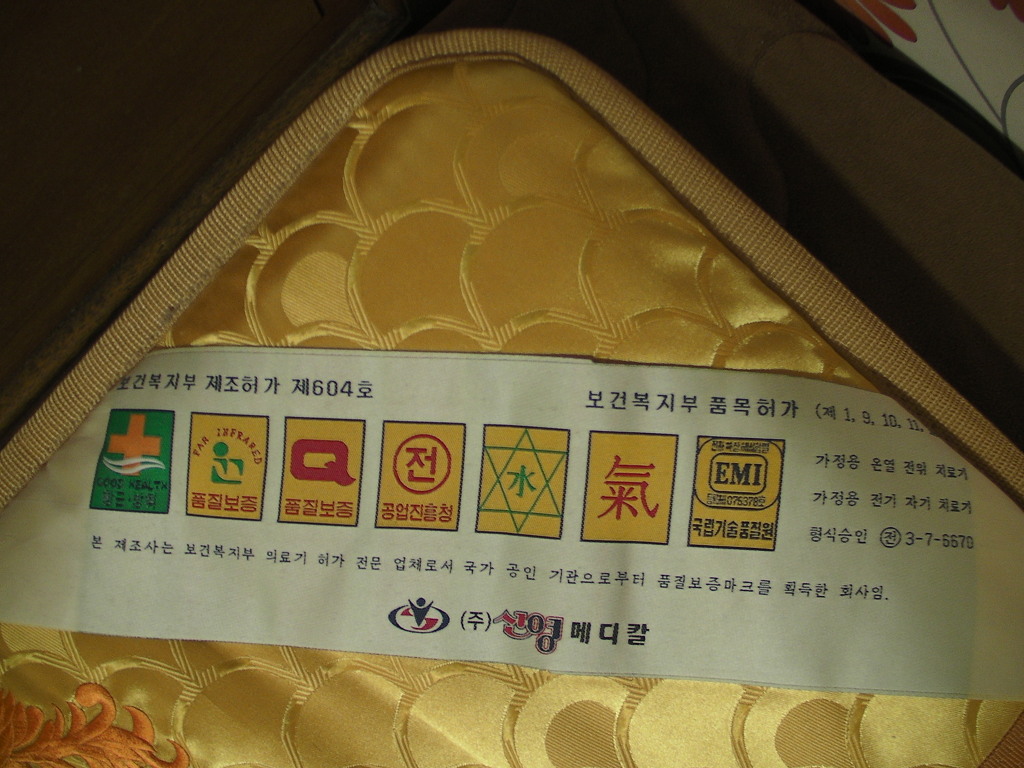 보건복지부 제조허가 제604호
보건복지부 품목허가 (제 1, 9, 10, 11,
GOOD HEALTH
FAR INFRARED
품질보증
Q
품질보증
전
공업진흥청
水
氣
EMI
국립기술품질원
가정용 온열 전위 치료기
가정용 전기 자기 치료기
형식승인 전 3-7-6670
본 제조사는 보건복지부 의료기 허가 전문 업체로서 국가 공인 기관으로부터 품질보증마크를 획득한 회사임.
(주)신영메디칼